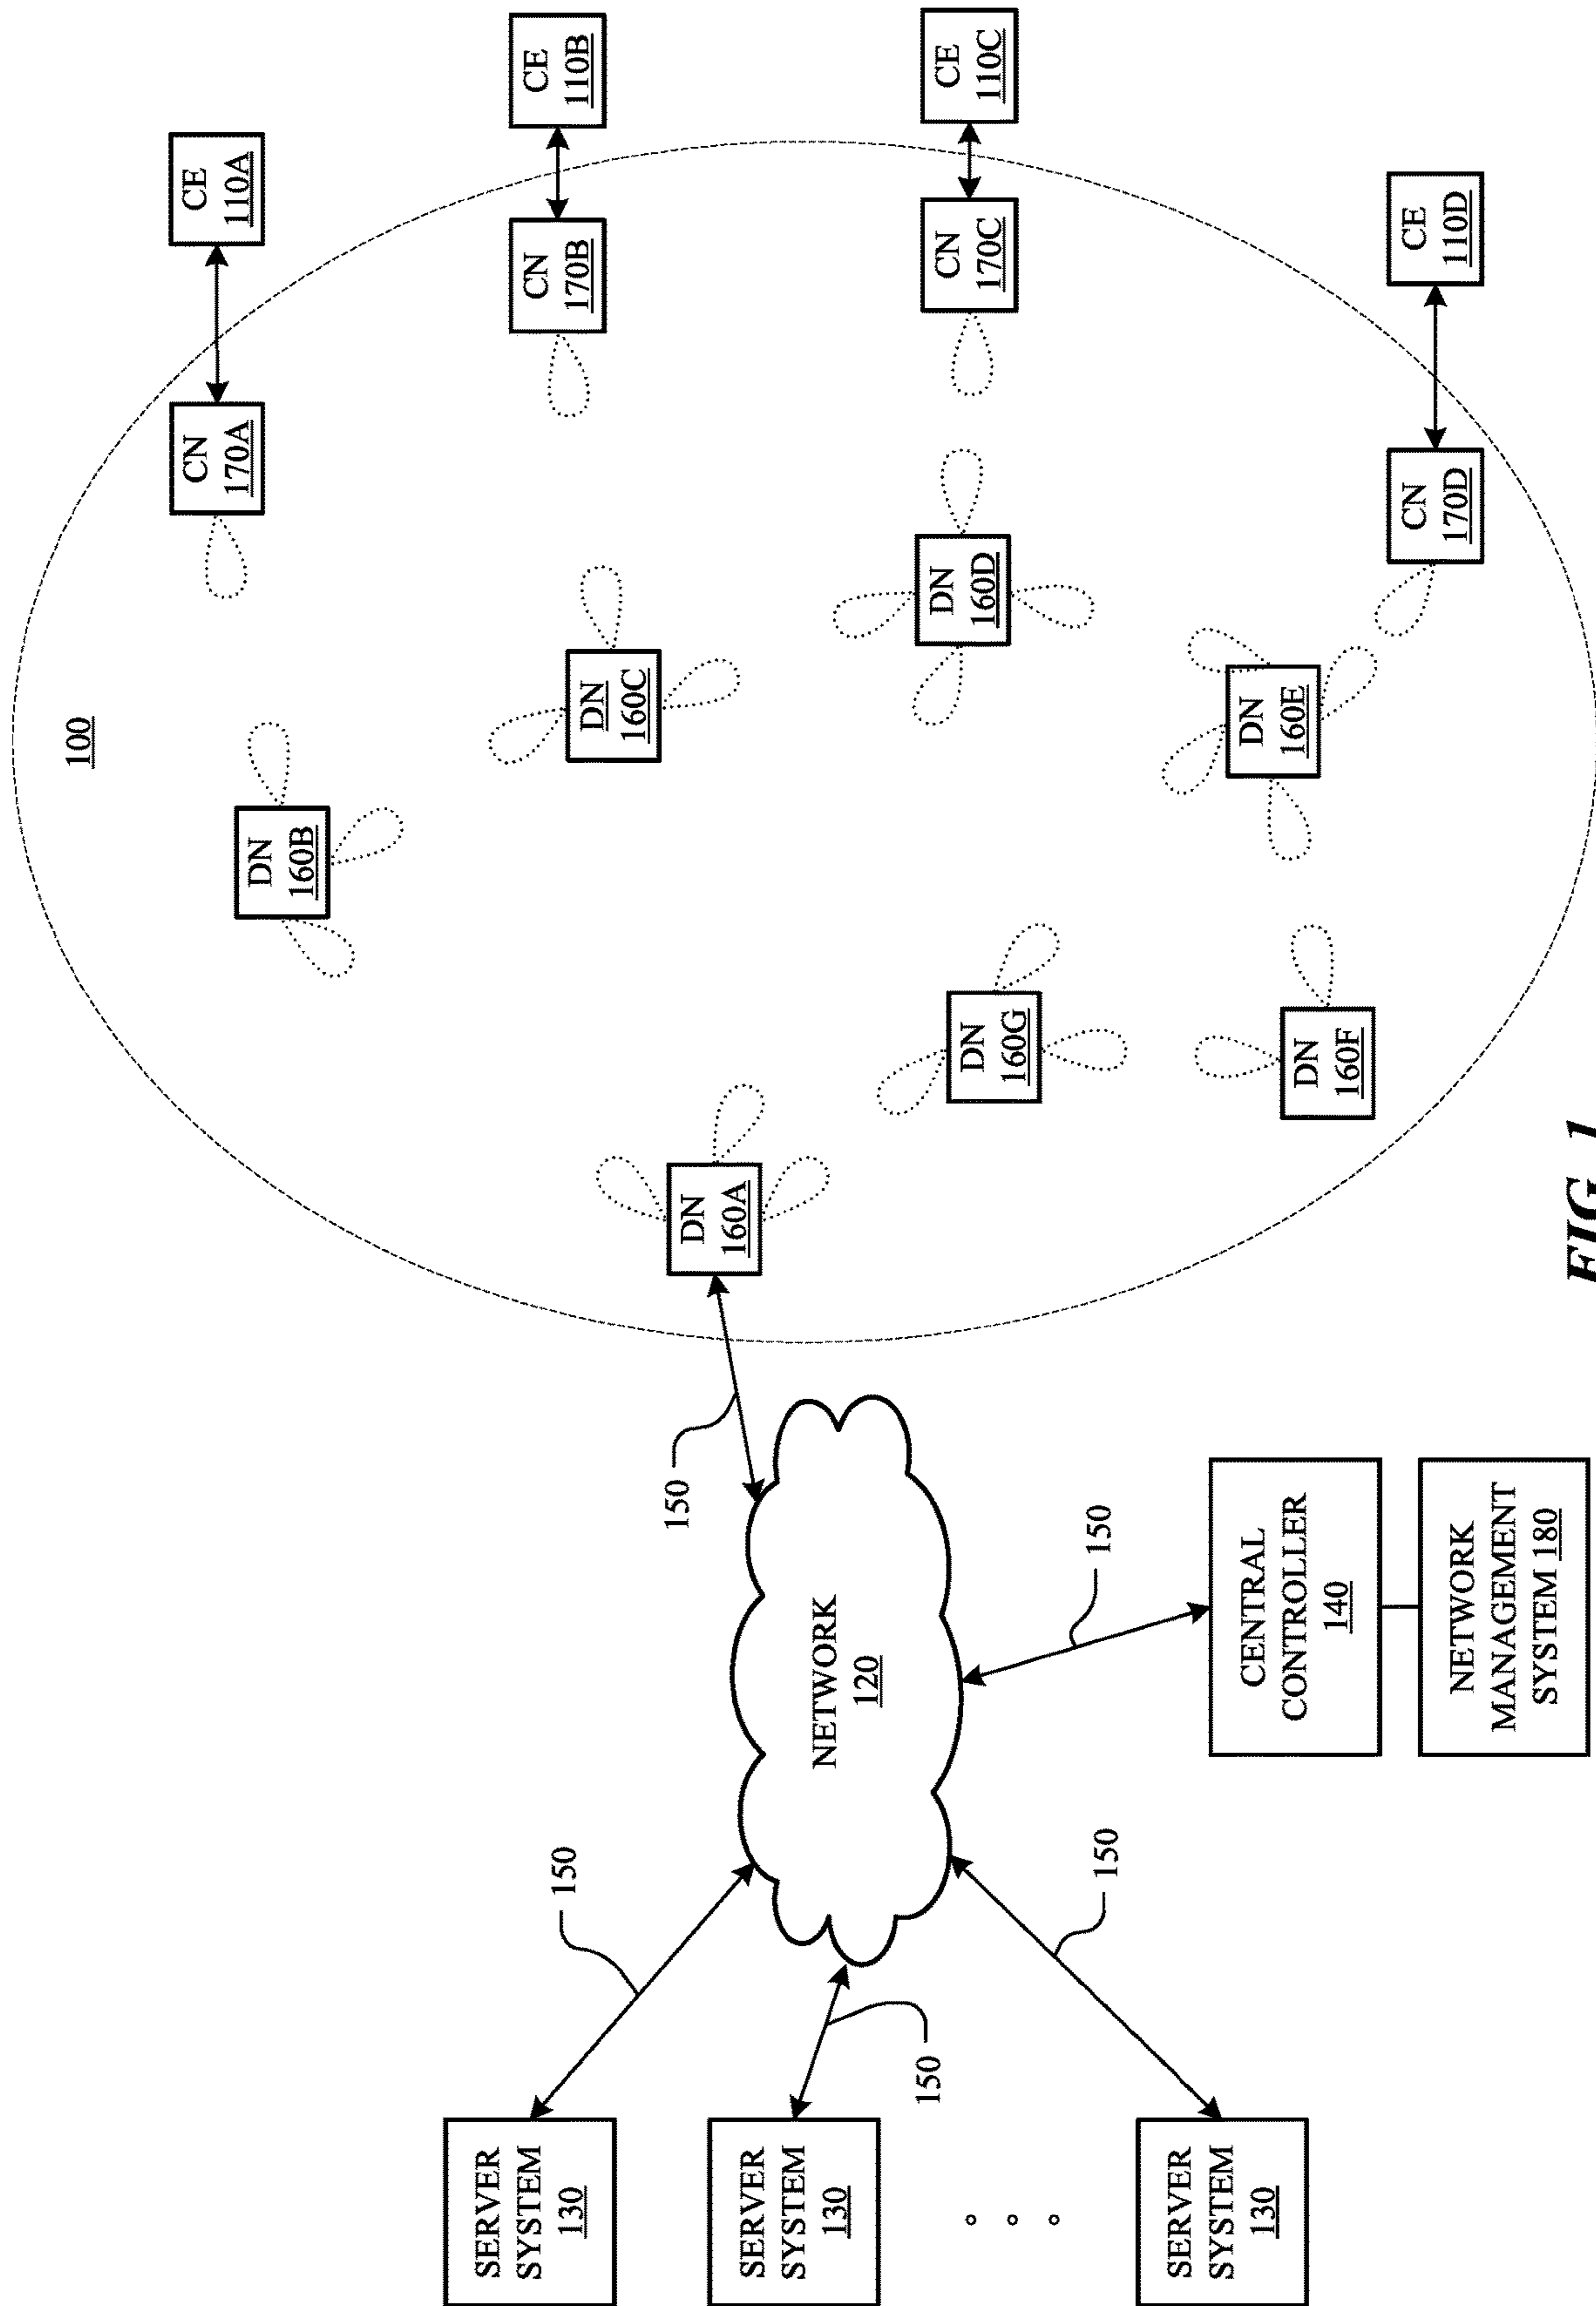 100
CN
170A
CE
110A
DN
160B
SERVER
SYSTEM
130
150
DN
160C
CN
170B
CE
110B
150
DN
160A
SERVER
SYSTEM
130
150
NETWORK
120
DN
160G
DN
160D
CN
170C
CE
110C
150
150
SERVER
SYSTEM
130
CENTRAL
CONTROLLER
140
DN
160F
DN
160E
CN
170D
CE
110D
NETWORK
MANAGEMENT
SYSTEM 180
FIG. 1